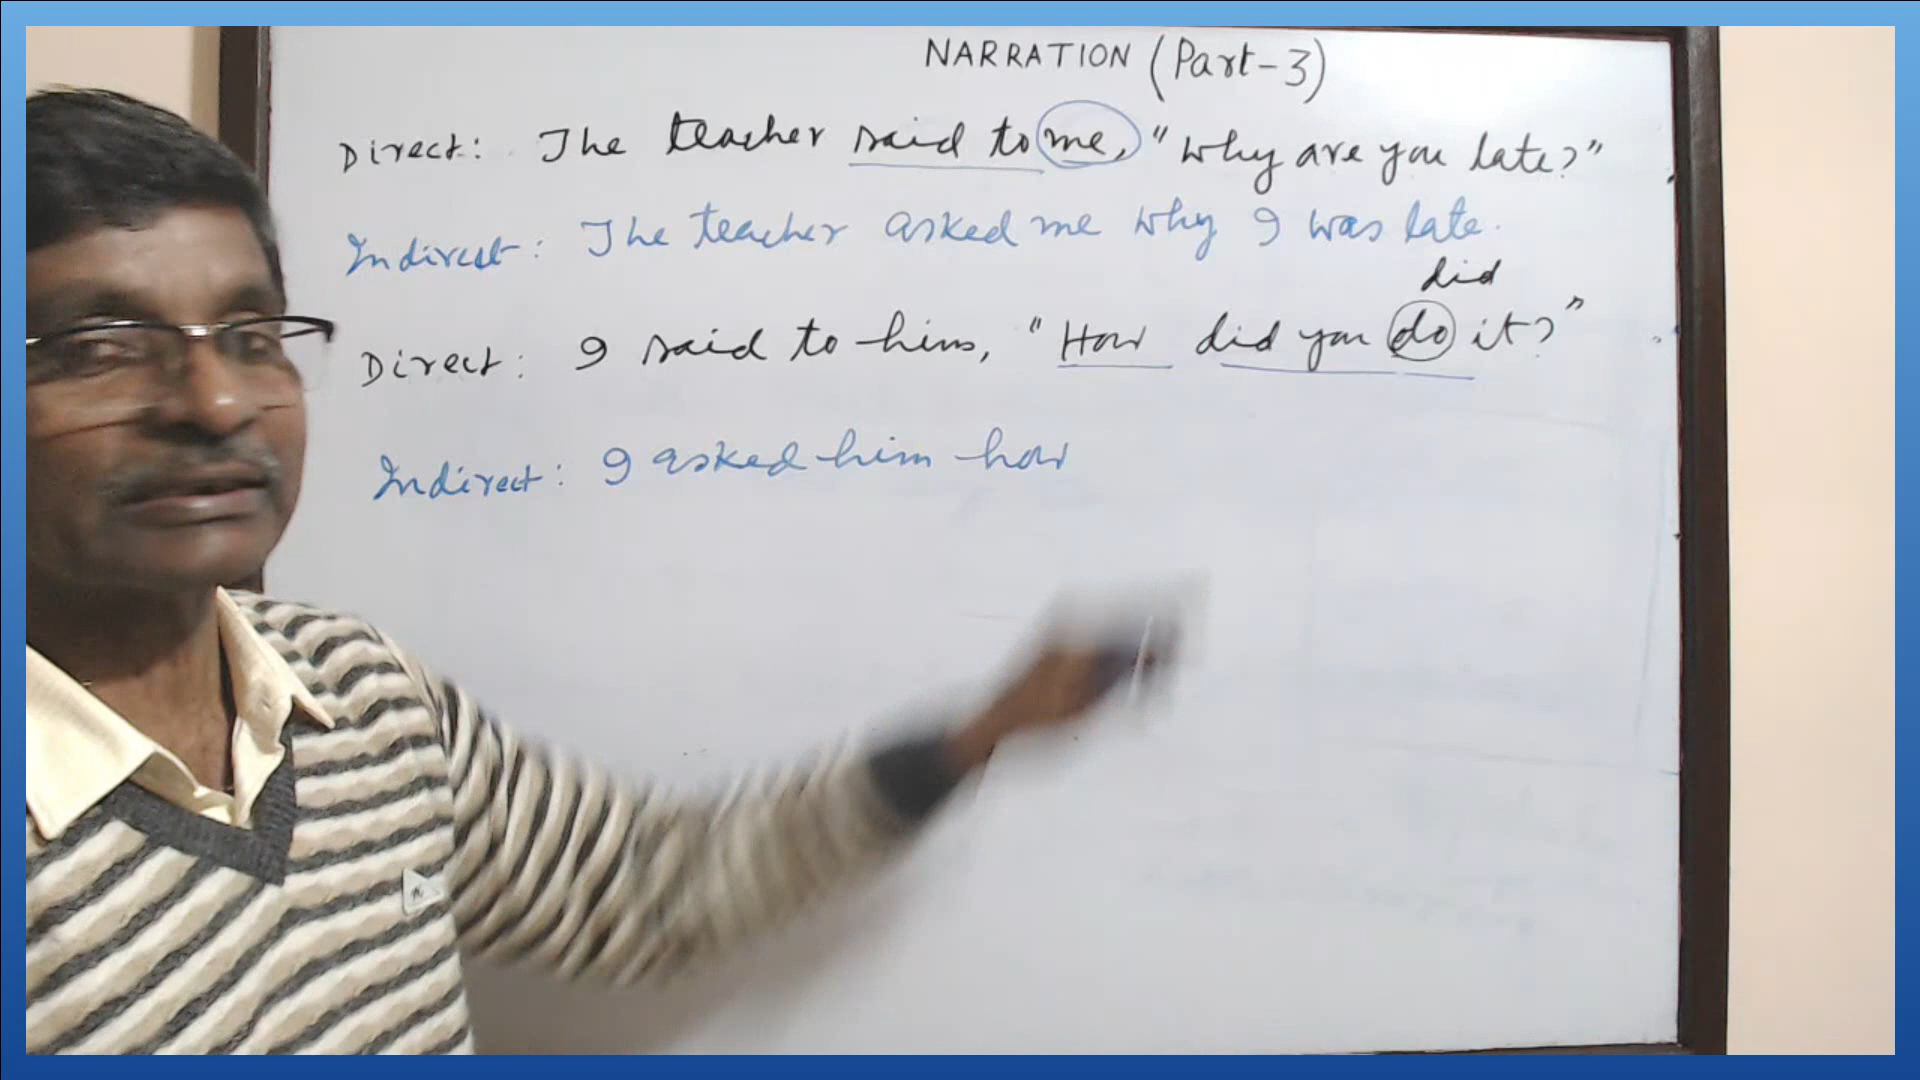 NARRATION (Part-3)
Direct: The teacher said to me, "Why are you late?"
Indirect: The teacher asked me why I was late.
did
Direct: I said to him, "How did you do it?"
Indirect: I asked him how